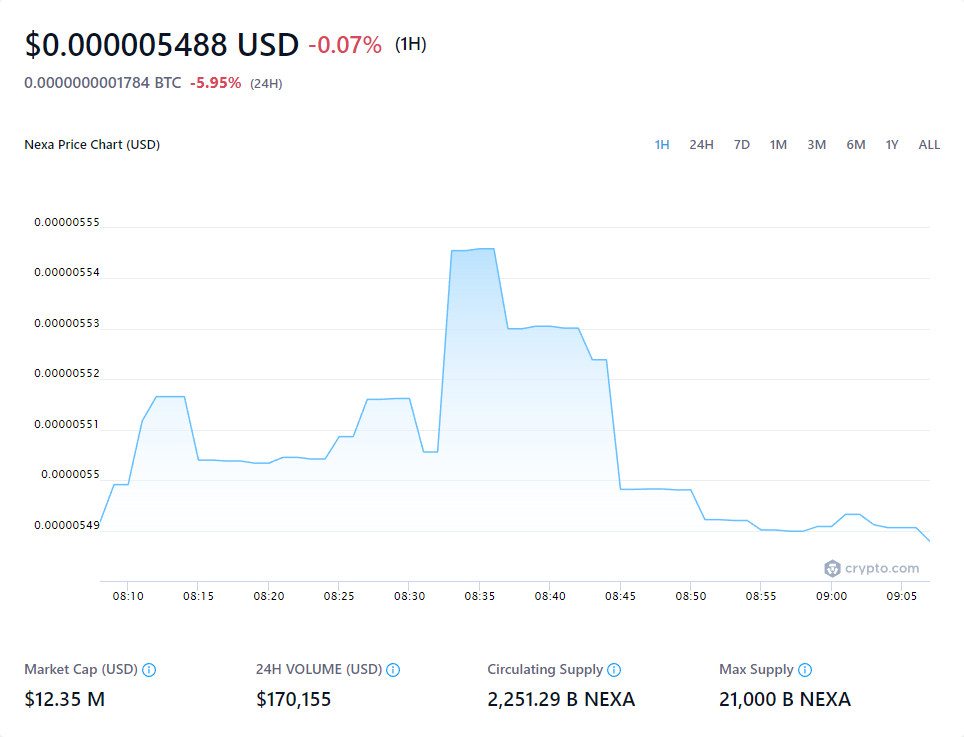 $0.000005488 USD -0.07% (1H)
0.0000000001784 BTC -5.95% (24H)
Nexa Price Chart (USD) 1H 24H 7D 1M 3M 6M 1Y ALL
0.00000555
0.00000554
0.00000553
0.00000552
0.00000551
0.0000055
0.00000549
crypto.com
08:10 08:15 08:20 08:25 08:30 08:35 08:40 08:45 08:50 08:55 09:00 09:05
Market Cap (USD) 24H VOLUME (USD) Circulating Supply Max Supply
$12.35 M $170,155 2,251.29 B NEXA 21,000 B NEXA